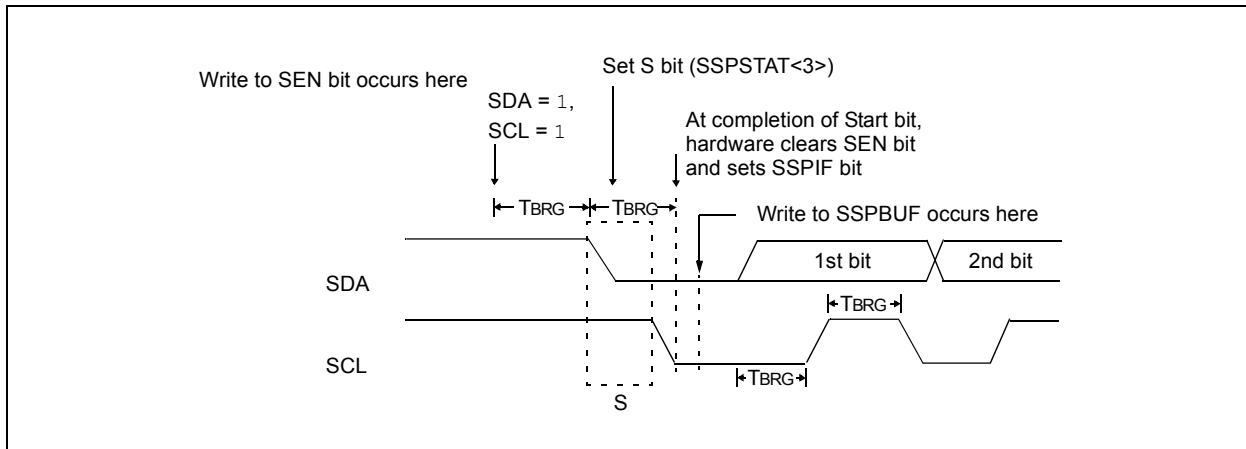 Write to SEN bit occurs here
Set S bit (SSPSTAT<3>)
SDA = 1,
SCL = 1
At completion of Start bit,
hardware clears SEN bit
and sets SSPIF bit
TBRG
TBRG
Write to SSPBUF occurs here
SDA
1st bit
2nd bit
TBRG
SCL
TBRG
S